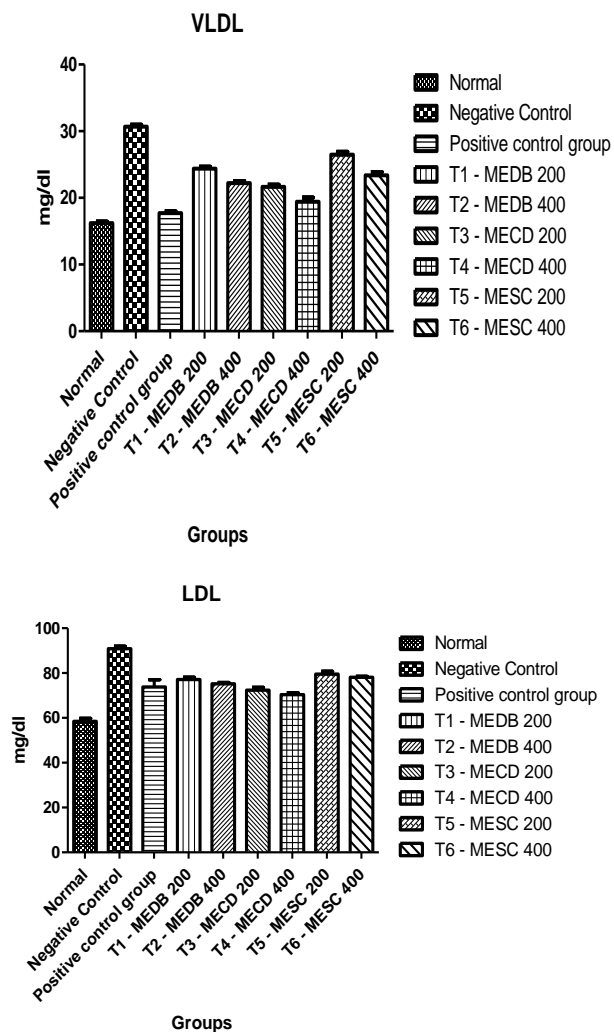 VLDL
40
30
20
10
0
mg/dl
Normal
Negative Control
Positive control group
T1 - MEDB 200
T2 - MEDB 400
T3 - MECD 200
T4 - MECD 400
T5 - MESC 200
T6 - MESC 400
Groups
Normal
Negative Control
Positive control group
T1 - MEDB 200
T2 - MEDB 400
T3 - MECD 200
T4 - MECD 400
T5 - MESC 200
T6 - MESC 400
LDL
100
80
60
40
20
0
mg/dl
Normal
Negative Control
Positive control group
T1 - MEDB 200
T2 - MEDB 400
T3 - MECD 200
T4 - MECD 400
T5 - MESC 200
T6 - MESC 400
Groups
Normal
Negative Control
Positive control group
T1 - MEDB 200
T2 - MEDB 400
T3 - MECD 200
T4 - MECD 400
T5 - MESC 200
T6 - MESC 400